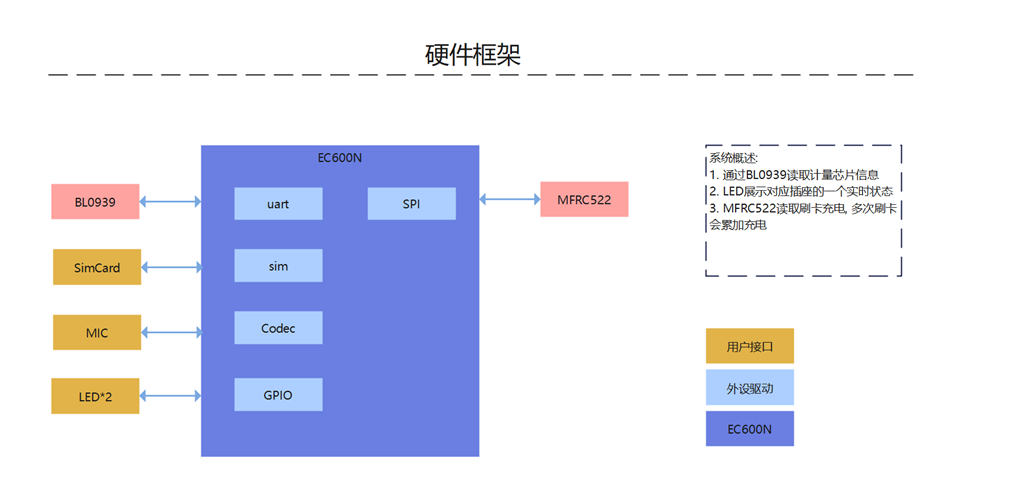 硬件框架
EC600N
BL0939
uart
SPI
MFRC522
SimCard
sim
MIC
Codec
LED*2
GPIO
系统概述:
1. 通过BL0939读取计量芯片信息
2. LED展示对应插座的一个实时状态
3. MFRC522读取刷卡充电, 多次刷卡
会累加充电
用户接口
外设驱动
EC600N